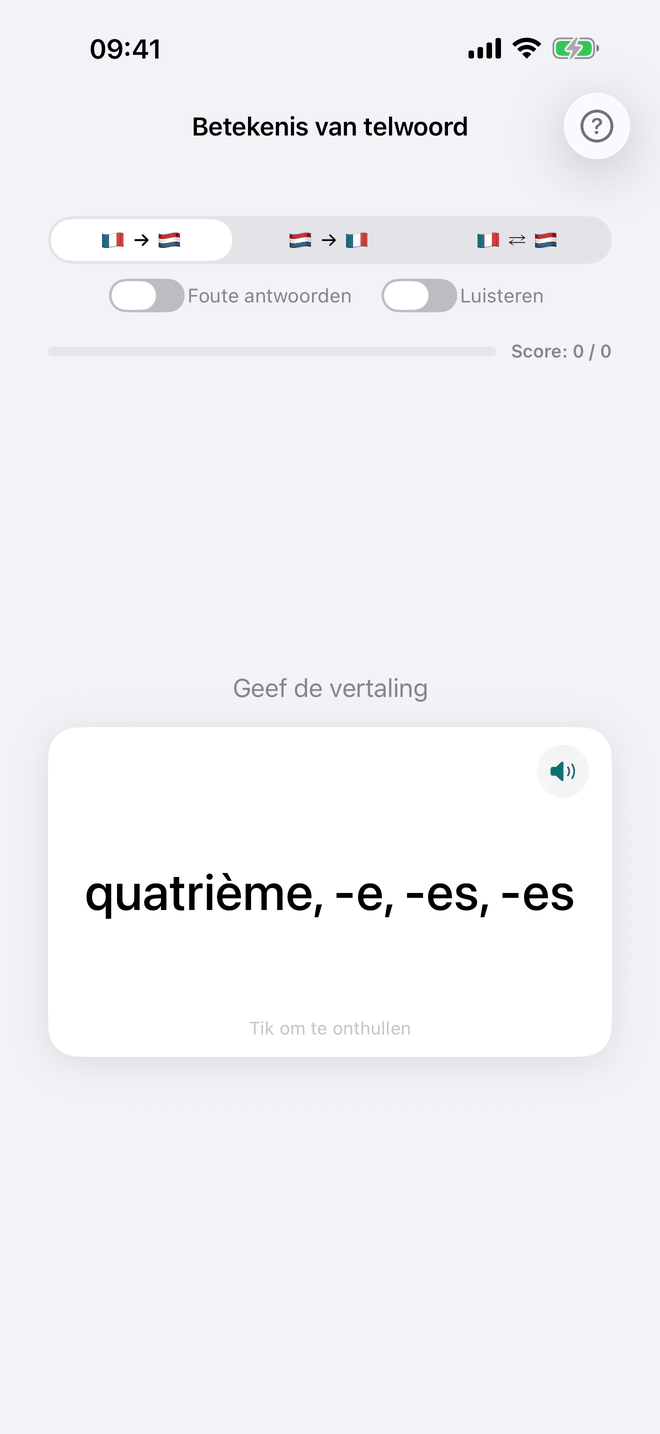 09:41
Betekenis van telwoord
🇫🇷 → 🇳🇱 🇳🇱 → 🇫🇷 🇫🇷 ⇄ 🇳🇱
Foute antwoorden Luisteren
Score: 0 / 0
Geef de vertaling
quatrième, -e, -es, -es
Tik om te onthullen